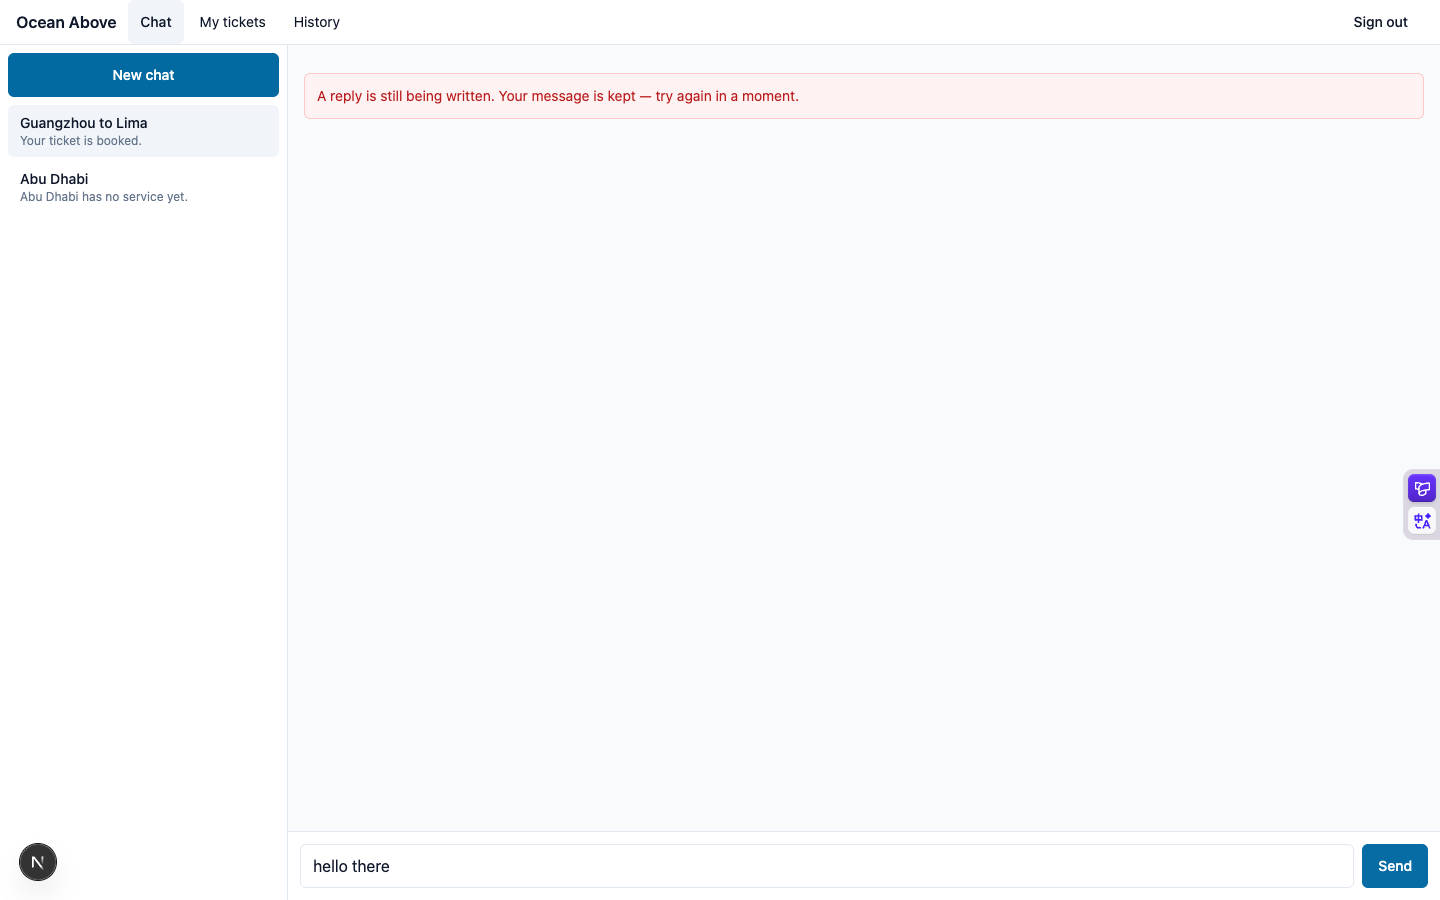 Ocean Above
Chat
My tickets
History
Sign out
New chat
Guangzhou to Lima
Your ticket is booked.
Abu Dhabi
Abu Dhabi has no service yet.
A reply is still being written. Your message is kept — try again in a moment.
中A
N
hello there
Send